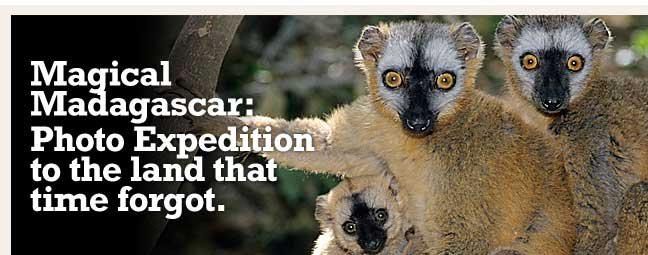 Magical
Madagascar:
Photo Expedition
to the land that
time forgot.